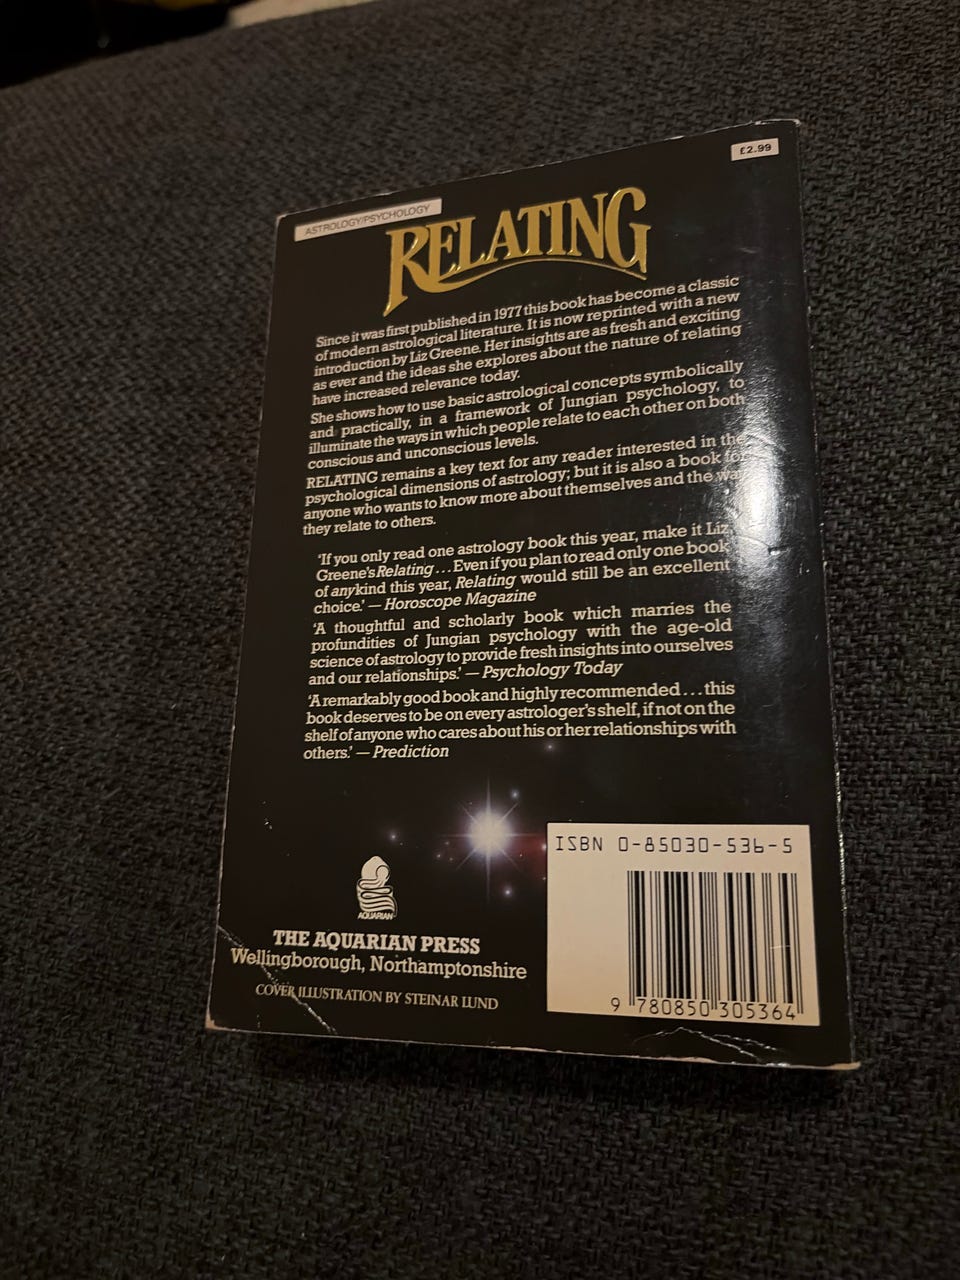 £2.99
ASTROLOGY/PSYCHOLOGY
RELATING
Since it was first published in 1977 this book has become a classic
of modern astrological literature. It is now reprinted with a new
introduction by Liz Greene. Her insights are as fresh and exciting
as ever and the ideas she explores about the nature of relating
have increased relevance today.
She shows how to use basic astrological concepts symbolically
and practically, in a framework of Jungian psychology, to
illuminate the ways in which people relate to each other on both
conscious and unconscious levels.
RELATING remains a key text for any reader interested in the
psychological dimensions of astrology; but it is also a book for
anyone who wants to know more about themselves and the way
they relate to others.
'If you only read one astrology book this year, make it Liz
Greene's Relating... Even if you plan to read only one book
of any kind this year, Relating would still be an excellent
choice.' — Horoscope Magazine
'A thoughtful and scholarly book which marries the
profundities of Jungian psychology with the age-old
science of astrology to provide fresh insights into ourselves
and our relationships.' — Psychology Today
'A remarkably good book and highly recommended... this
book deserves to be on every astrologer's shelf, if not on the
shelf of anyone who cares about his or her relationships with
others.' — Prediction
AQUARIAN
THE AQUARIAN PRESS
Wellingborough, Northamptonshire
COVER ILLUSTRATION BY STEINAR LUND
ISBN 0-85030-536-5
9 780850 305364